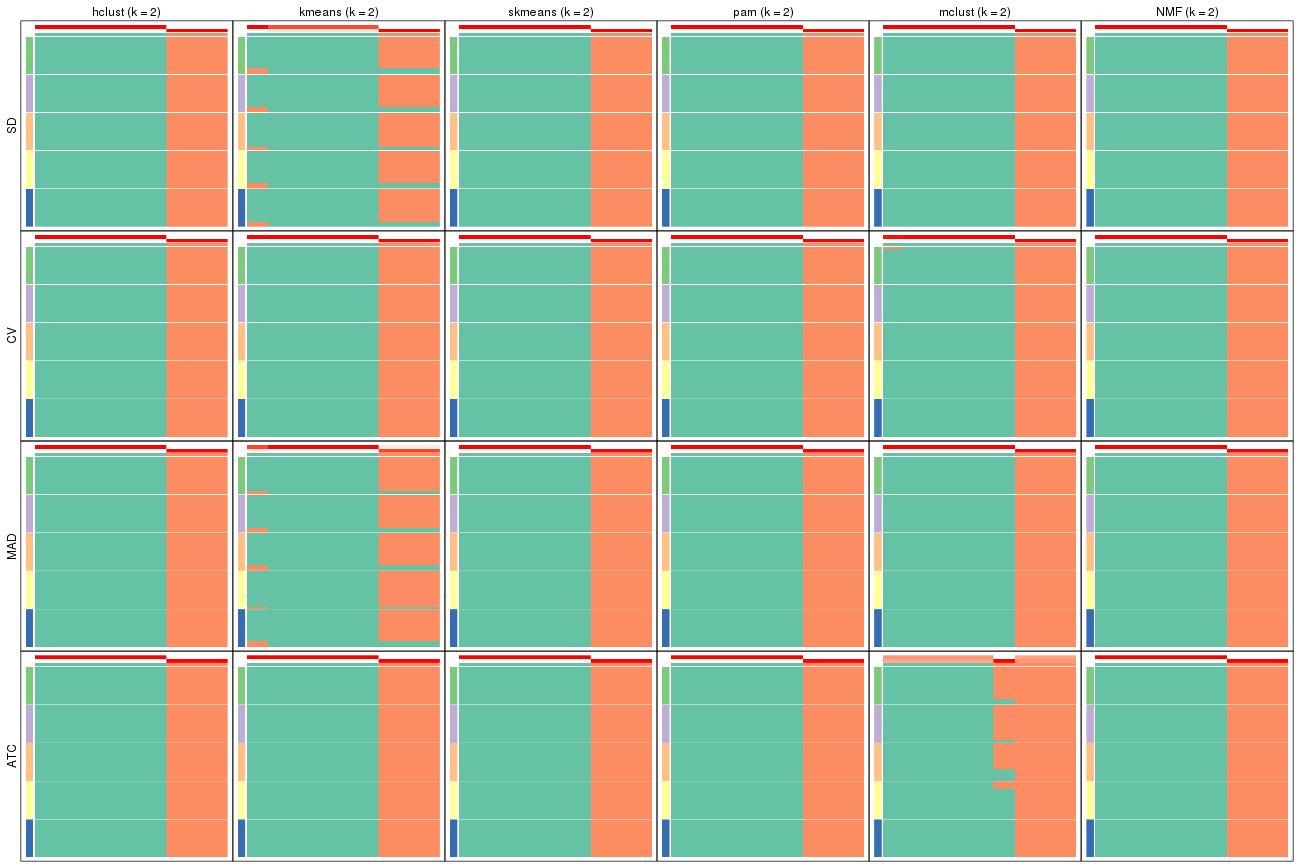 hclust (k = 2)
kmeans (k = 2)
skmeans (k = 2)
pam (k = 2)
mclust (k = 2)
NMF (k = 2)
SD
CV
MAD
ATC